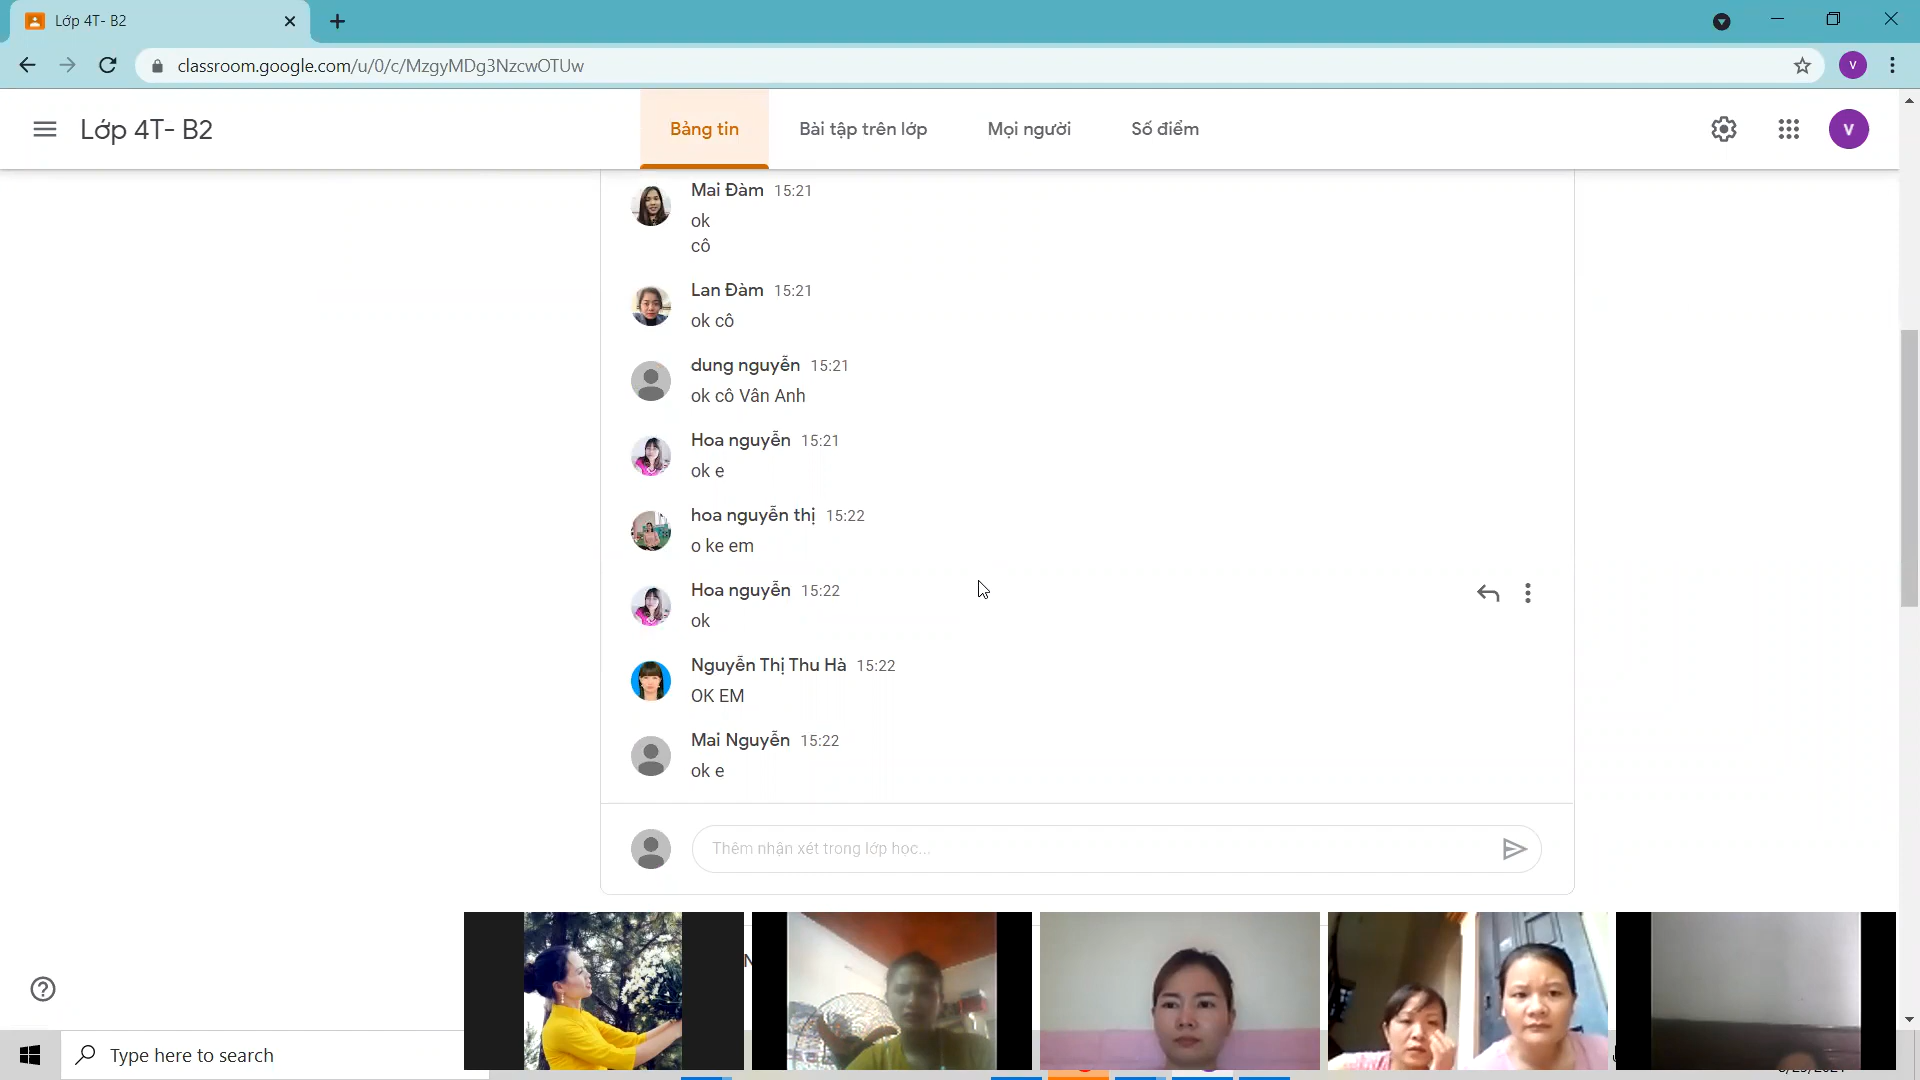 Lớp 4T- B2
classroom.google.com/u/0/c/MzgyMDg3NzcwOTUw
V
Lớp 4T- B2
Bảng tin
Bài tập trên lớp
Mọi người
Số điểm
V
Mai Đàm 15:21
ok
cô
Lan Đàm 15:21
ok cô
dung nguyễn 15:21
ok cô Vân Anh
Hoa nguyễn 15:21
ok e
hoa nguyễn thị 15:22
o ke em
Hoa nguyễn 15:22
ok
Nguyễn Thị Thu Hà 15:22
OK EM
Mai Nguyễn 15:22
ok e
Thêm nhận xét trong lớp học...
Type here to search